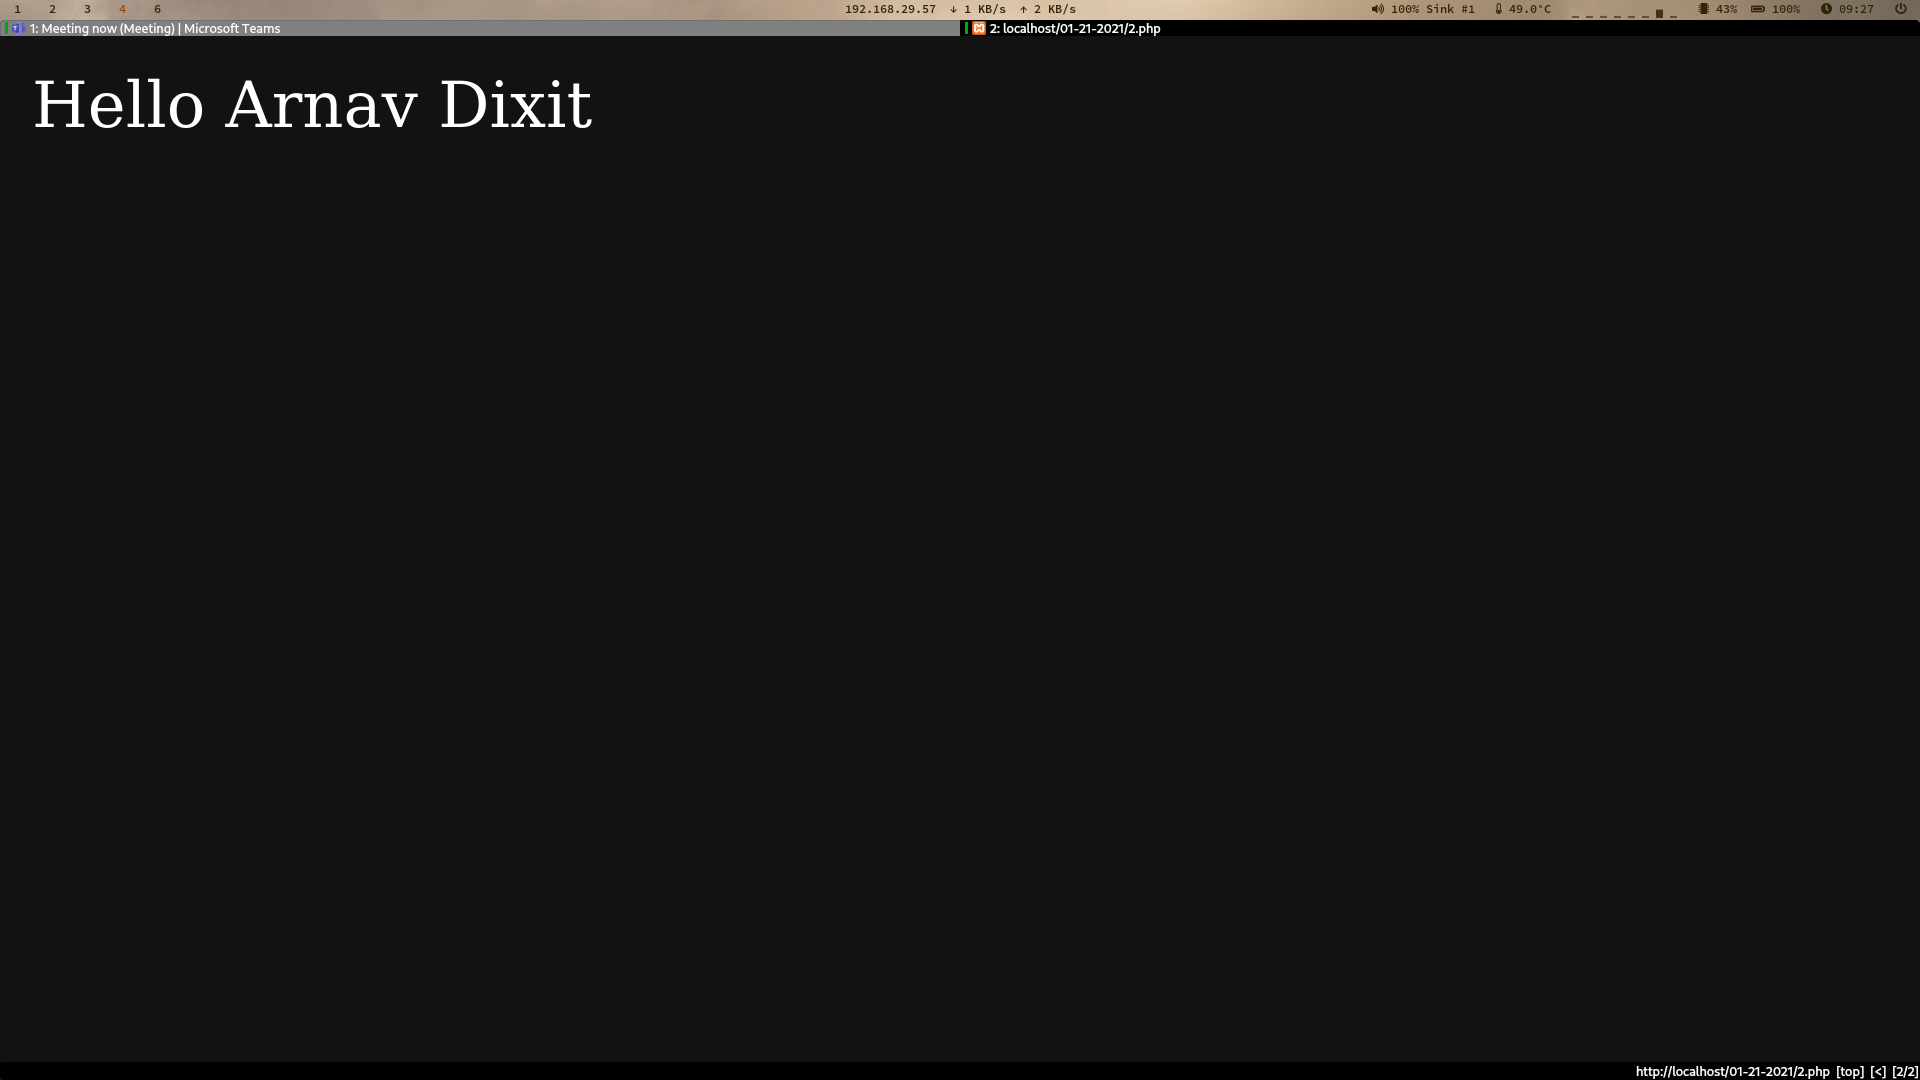 1 2 3 4 6 192.168.29.57 ↓ 1 KB/s ↑ 2 KB/s 100% Sink #1 49.0°C 43% 100% 09:27
1: Meeting now (Meeting) | Microsoft Teams 2: localhost/01-21-2021/2.php
Hello Arnav Dixit
http://localhost/01-21-2021/2.php [top] [<] [2/2]